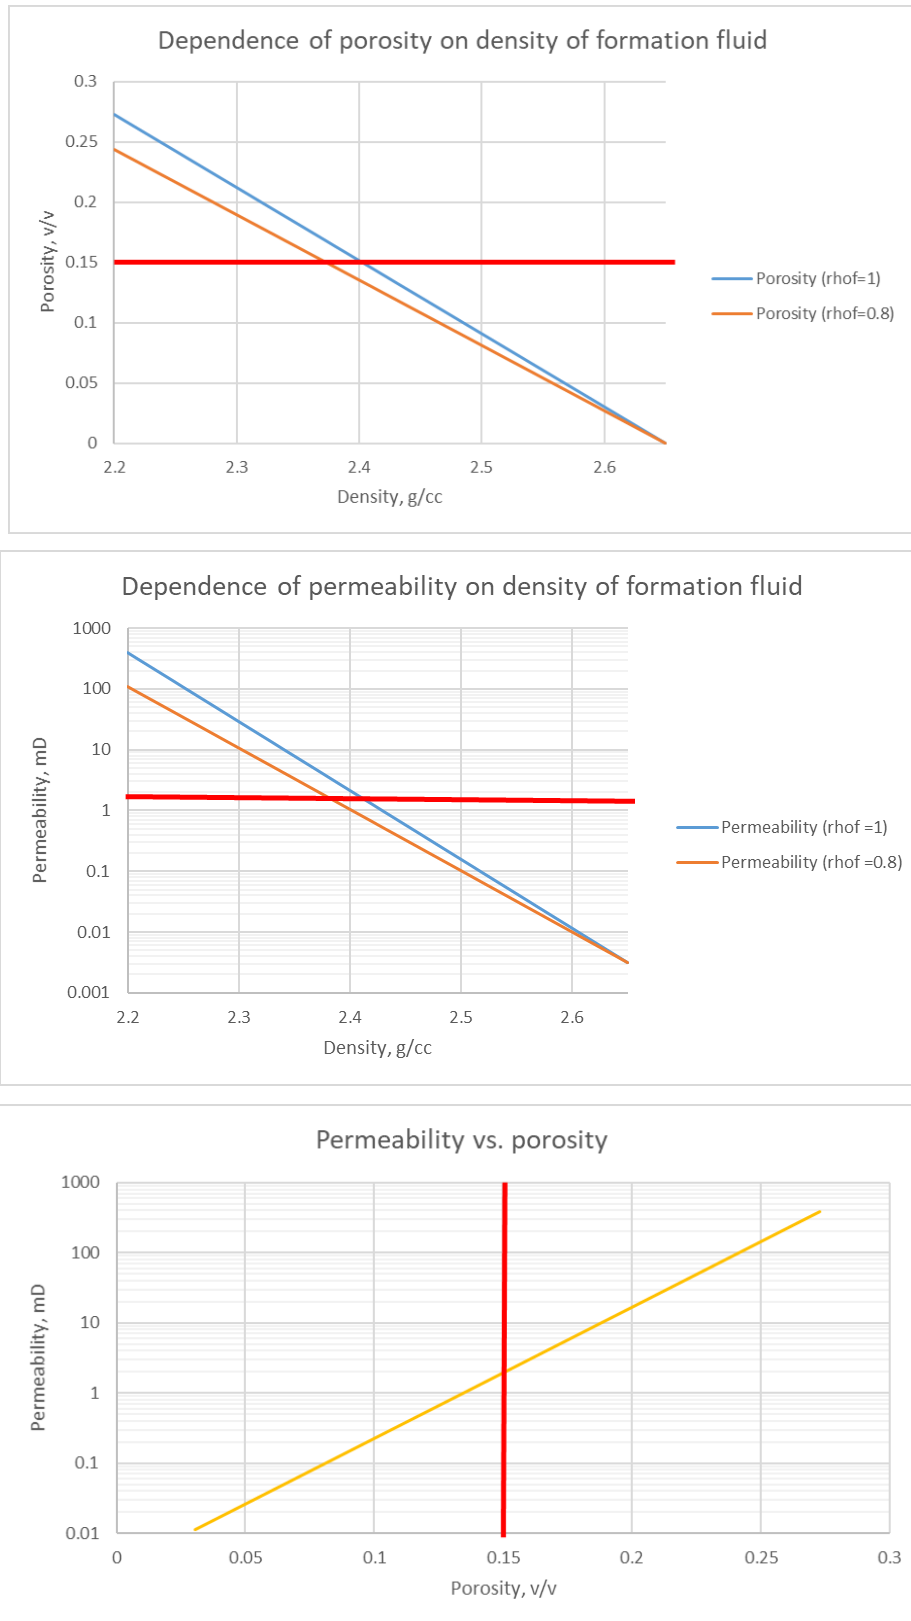 Dependence of porosity on density of formation fluid
0.3
0.25
0.2
0.15
0.1
0.05
0
Porosity, v/v
2.2 2.3 2.4 2.5 2.6
Density, g/cc
Porosity (rhof=1)
Porosity (rhof=0.8)
Dependence of permeability on density of formation fluid
1000
100
10
1
0.1
0.01
0.001
Permeability, mD
2.2 2.3 2.4 2.5 2.6
Density, g/cc
Permeability (rhof =1)
Permeability (rhof =0.8)
Permeability vs. porosity
1000
100
10
1
0.1
0.01
Permeability, mD
0 0.05 0.1 0.15 0.2 0.25 0.3
Porosity, v/v